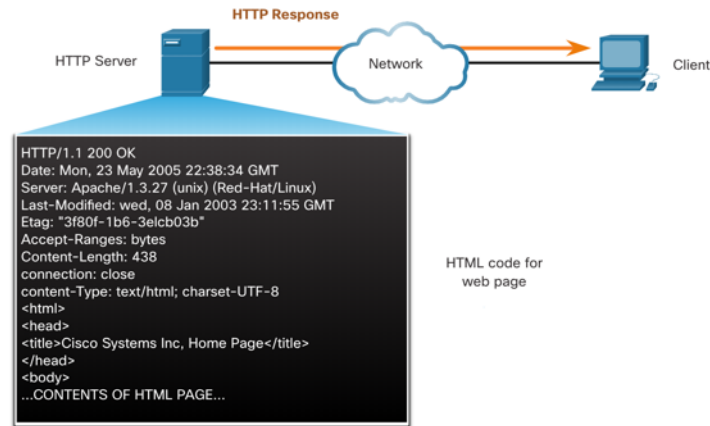 HTTP Response
HTTP Server
Network
Client
HTTP/1.1 200 OK
Date: Mon, 23 May 2005 22:38:34 GMT
Server: Apache/1.3.27 (unix) (Red-Hat/Linux)
Last-Modified: wed, 08 Jan 2003 23:11:55 GMT
Etag: "3f80f-1b6-3elcb03b"
Accept-Ranges: bytes
Content-Length: 438
connection: close
content-Type: text/html; charset-UTF-8
<html>
<head>
<title>Cisco Systems Inc, Home Page</title>
</head>
<body>
...CONTENTS OF HTML PAGE...
HTML code for
web page